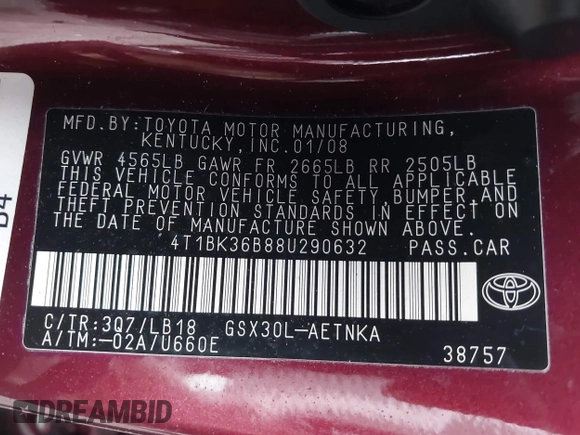 MFD.BY:TOYOTA MOTOR MANUFACTURING,
KENTUCKY,INC.01/08
GVWR 4565LB GAWR FR 2665LB RR 2505LB
THIS VEHICLE CONFORMS TO ALL APPLICABLE
FEDERAL MOTOR VEHICLE SAFETY,BUMPER,AND
THEFT PREVENTION STANDARDS IN EFFECT ON
THE DATE OF MANUFACTURE SHOWN ABOVE.
4T1BK36B88U290632 PASS.CAR
C/TR:3Q7/LB18 GSX30L-AETNKA
A/TM:-02A/U660E
38757
D4
DREAMBID